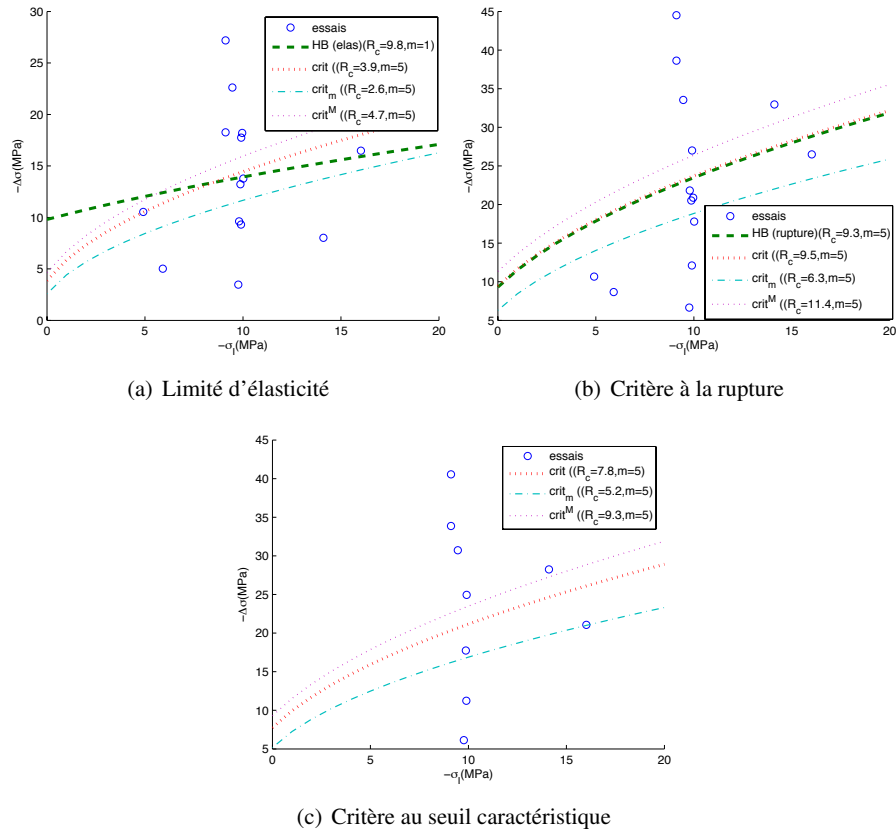 30
25
20
15
10
5
0
0 5 10 15 20
−Δσ(MPa)
−σ_l(MPa)
essais
HB (elas)(R_c=9.8,m=1)
crit ((R_c=3.9,m=5)
crit_m ((R_c=2.6,m=5)
crit^M ((R_c=4.7,m=5)
(a) Limité d'élasticité
45
40
35
30
25
20
15
10
5
0 5 10 15 20
−Δσ(MPa)
−σ_l(MPa)
essais
HB (rupture)(R_c=9.3,m=5)
crit ((R_c=9.5,m=5)
crit_m ((R_c=6.3,m=5)
crit^M ((R_c=11.4,m=5)
(b) Critère à la rupture
45
40
35
30
25
20
15
10
5
0 5 10 15 20
−Δσ(MPa)
−σ_l(MPa)
essais
crit ((R_c=7.8,m=5)
crit_m ((R_c=5.2,m=5)
crit^M ((R_c=9.3,m=5)
(c) Critère au seuil caractéristique